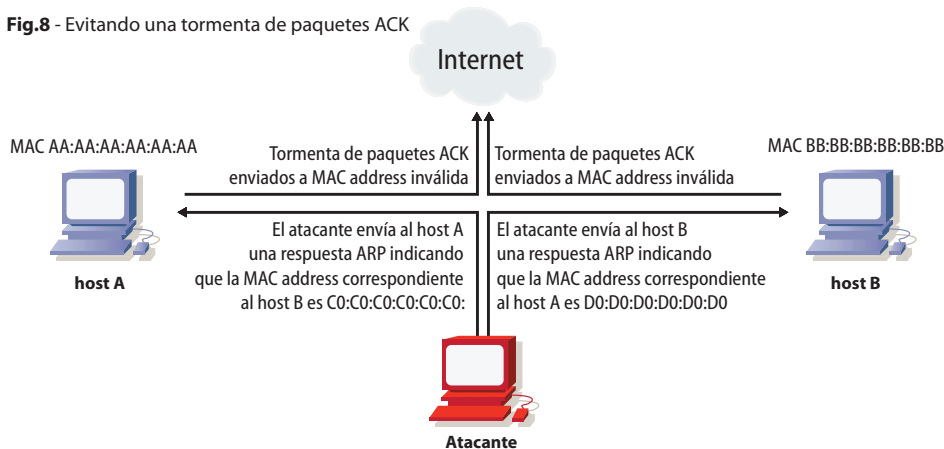 Fig.8 - Evitando una tormenta de paquetes ACK
Internet
MAC AA:AA:AA:AA:AA:AA
MAC BB:BB:BB:BB:BB:BB
Tormenta de paquetes ACK
enviados a MAC address inválida
Tormenta de paquetes ACK
enviados a MAC address inválida
El atacante envía al host A
una respuesta ARP indicando
que la MAC address correspondiente
al host B es C0:C0:C0:C0:C0:C0:
El atacante envía al host B
una respuesta ARP indicando
que la MAC address correspondiente
al host A es D0:D0:D0:D0:D0:D0
host A
host B
Atacante